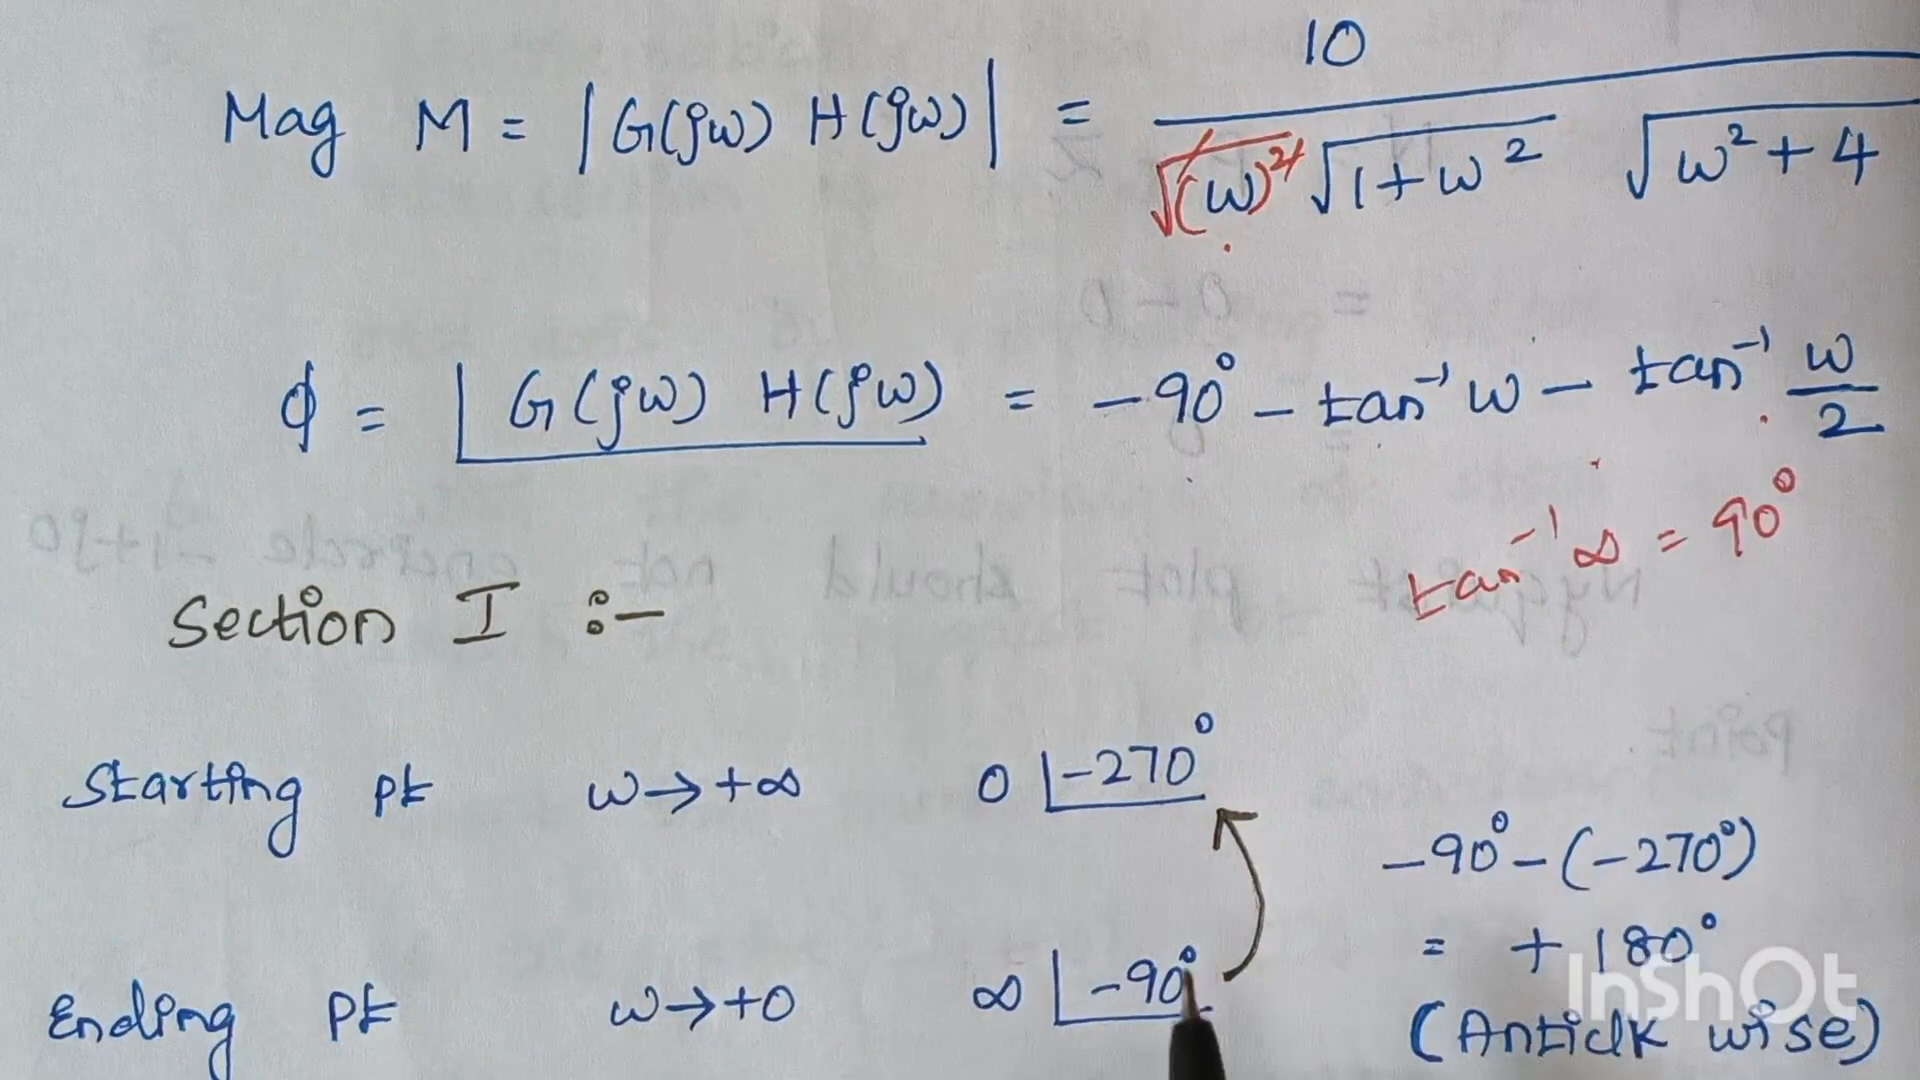 Mag M = |G(jω) H(jω)| = 10 / √(ω)² √1+ω² √ω²+4
ϕ = ∠G(jω) H(jω) = -90° - tan⁻¹ ω - tan⁻¹ ω/2
tan⁻¹ ∞ = 90°
Section I :-
Starting pt ω→+∞ 0 ∠-270°
-90°-(-270°)
= +180°
Ending pt ω→+0 ∞ ∠-90°
(Anticlk wise)
InShOt